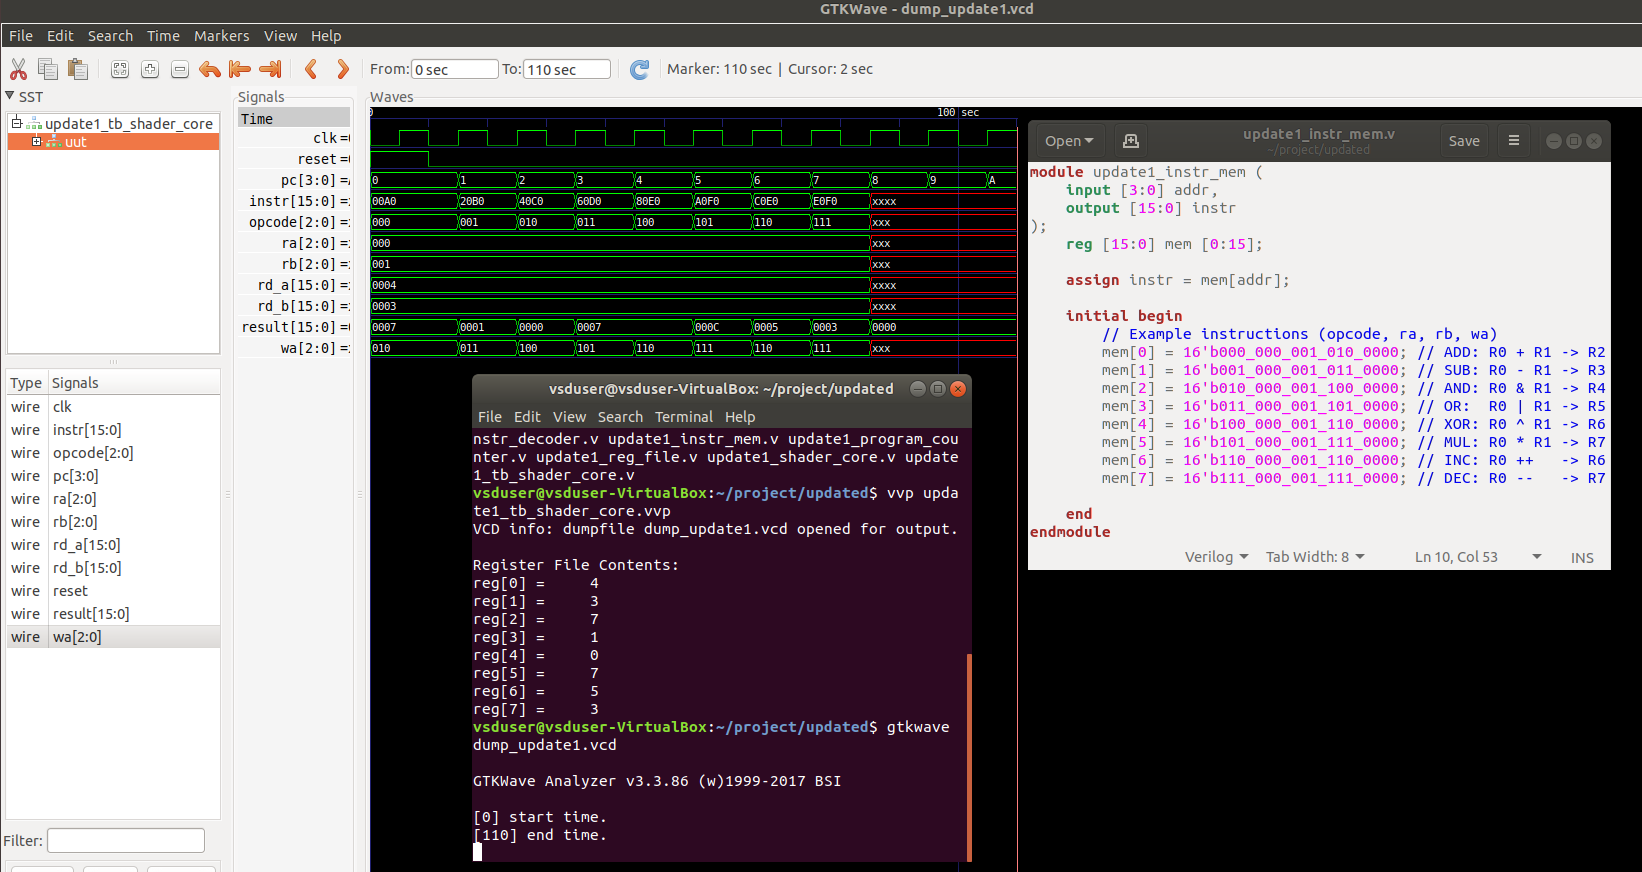 GTKWave - dump_update1.vcd
File Edit Search Time Markers View Help
From: 0 sec To: 110 sec Marker: 110 sec | Cursor: 2 sec
SST
update1_tb_shader_core
uut
Type Signals
wire clk
wire instr[15:0]
wire opcode[2:0]
wire pc[3:0]
wire ra[2:0]
wire rb[2:0]
wire rd_a[15:0]
wire rd_b[15:0]
wire reset
wire result[15:0]
wire wa[2:0]
Filter:
Signals
Time
clk =
reset =
pc[3:0] =
instr[15:0] =
opcode[2:0] =
ra[2:0] =
rb[2:0] =
rd_a[15:0] =
rd_b[15:0] =
result[15:0] =
wa[2:0] =
Waves
0 100 sec
0 1 2 3 4 5 6 7 8 9 A
00A0 20B0 40C0 60D0 80E0 A0F0 C0E0 E0F0 xxxx
000 001 010 011 100 101 110 111 xxx
000 xxx
001 xxx
0004 xxxx
0003 xxxx
0007 0001 0000 0007 000C 0005 0003 0000
010 011 100 101 110 111 110 111 xxx
vsduser@vsduser-VirtualBox: ~/project/updated
File Edit View Search Terminal Help
nstr_decoder.v update1_instr_mem.v update1_program_cou
nter.v update1_reg_file.v update1_shader_core.v update
1_tb_shader_core.v
vsduser@vsduser-VirtualBox:~/project/updated$ vvp upda
te1_tb_shader_core.vvp
VCD info: dumpfile dump_update1.vcd opened for output.
Register File Contents:
reg[0] = 4
reg[1] = 3
reg[2] = 7
reg[3] = 1
reg[4] = 0
reg[5] = 7
reg[6] = 5
reg[7] = 3
vsduser@vsduser-VirtualBox:~/project/updated$ gtkwave
dump_update1.vcd
GTKWave Analyzer v3.3.86 (w)1999-2017 BSI
[0] start time.
[110] end time.
Open update1_instr_mem.v Save
~/project/updated
module update1_instr_mem (
input [3:0] addr,
output [15:0] instr
);
reg [15:0] mem [0:15];
assign instr = mem[addr];
initial begin
// Example instructions (opcode, ra, rb, wa)
mem[0] = 16'b000_000_001_010_0000; // ADD: R0 + R1 -> R2
mem[1] = 16'b001_000_001_011_0000; // SUB: R0 - R1 -> R3
mem[2] = 16'b010_000_001_100_0000; // AND: R0 & R1 -> R4
mem[3] = 16'b011_000_001_101_0000; // OR: R0 | R1 -> R5
mem[4] = 16'b100_000_001_110_0000; // XOR: R0 ^ R1 -> R6
mem[5] = 16'b101_000_001_111_0000; // MUL: R0 * R1 -> R7
mem[6] = 16'b110_000_001_110_0000; // INC: R0 ++ -> R6
mem[7] = 16'b111_000_001_111_0000; // DEC: R0 -- -> R7
end
endmodule
Verilog Tab Width: 8 Ln 10, Col 53 INS